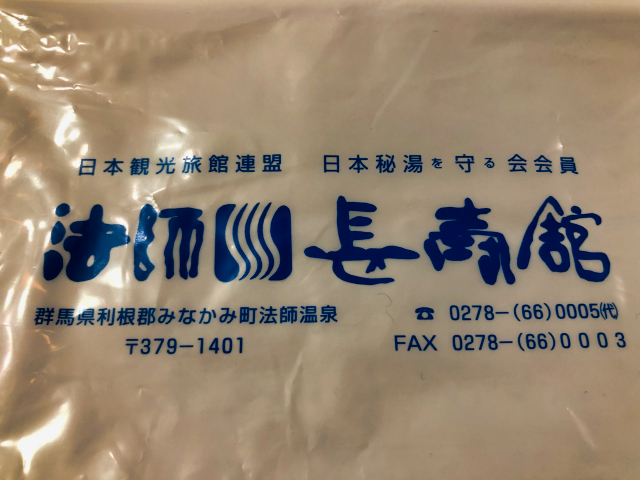 日本観光旅館連盟 日本秘湯を守る会会員
法師 長寿館
群馬県利根郡みなかみ町法師温泉 ☎ 0278-(66)0005㈹
〒379-1401 FAX 0278-(66)0003